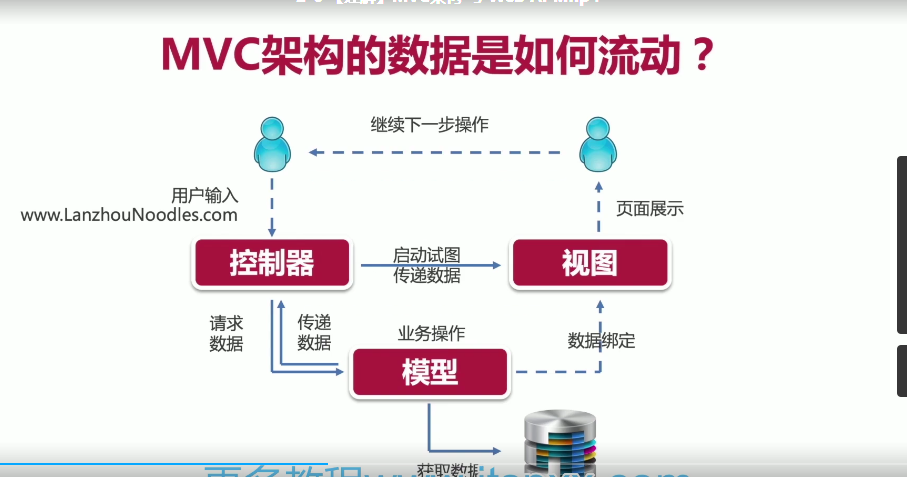 MVC架构的数据是如何流动？
继续下一步操作
用户输入
www.LanzhouNoodles.com
页面展示
控制器
启动试图
传递数据
视图
请求
数据
传递
数据
业务操作
数据绑定
模型
获取数据